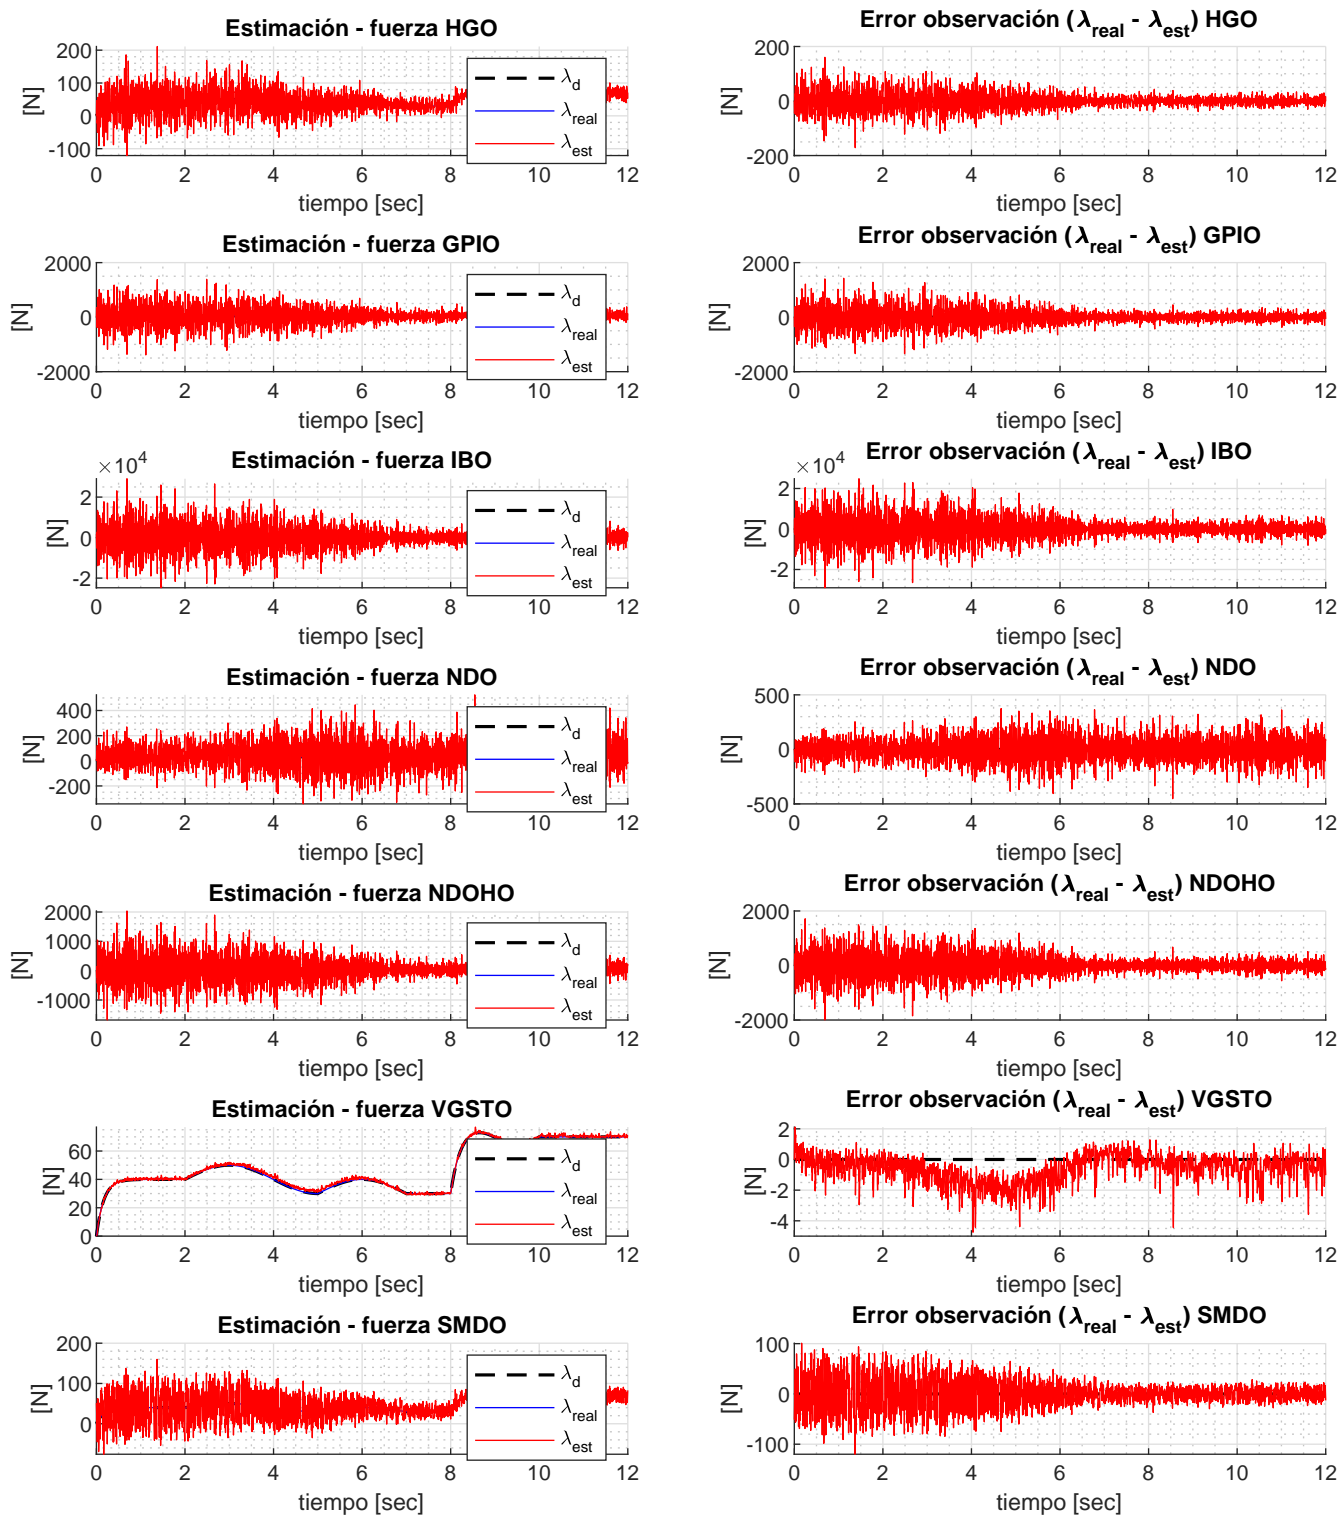 Estimación - fuerza HGO
[N]
200
100
0
-100
λd
λreal
λest
0 2 4 6 8 10 12
tiempo [sec]
Error observación (λreal - λest) HGO
[N]
200
0
-200
0 2 4 6 8 10 12
tiempo [sec]
Estimación - fuerza GPIO
[N]
2000
0
-2000
λd
λreal
λest
0 2 4 6 8 10 12
tiempo [sec]
Error observación (λreal - λest) GPIO
[N]
2000
0
-2000
0 2 4 6 8 10 12
tiempo [sec]
Estimación - fuerza IBO
×10^4
[N]
2
0
-2
λd
λreal
λest
0 2 4 6 8 10 12
tiempo [sec]
Error observación (λreal - λest) IBO
×10^4
[N]
2
0
-2
0 2 4 6 8 10 12
tiempo [sec]
Estimación - fuerza NDO
[N]
400
200
0
-200
λd
λreal
λest
0 2 4 6 8 10 12
tiempo [sec]
Error observación (λreal - λest) NDO
[N]
500
0
-500
0 2 4 6 8 10 12
tiempo [sec]
Estimación - fuerza NDOHO
[N]
2000
1000
0
-1000
λd
λreal
λest
0 2 4 6 8 10 12
tiempo [sec]
Error observación (λreal - λest) NDOHO
[N]
2000
0
-2000
0 2 4 6 8 10 12
tiempo [sec]
Estimación - fuerza VGSTO
[N]
60
40
20
0
λd
λreal
λest
0 2 4 6 8 10 12
tiempo [sec]
Error observación (λreal - λest) VGSTO
[N]
2
0
-2
-4
0 2 4 6 8 10 12
tiempo [sec]
Estimación - fuerza SMDO
[N]
200
100
0
λd
λreal
λest
0 2 4 6 8 10 12
tiempo [sec]
Error observación (λreal - λest) SMDO
[N]
100
0
-100
0 2 4 6 8 10 12
tiempo [sec]